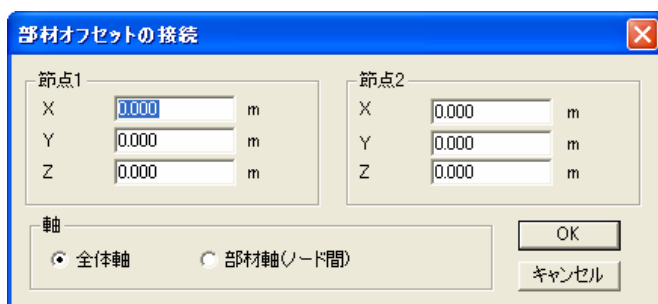 部材オフセットの接続
節点1
X 0.000 m
Y 0.000 m
Z 0.000 m
節点2
X 0.000 m
Y 0.000 m
Z 0.000 m
軸
全体軸 部材軸(ノード間)
OK
キャンセル